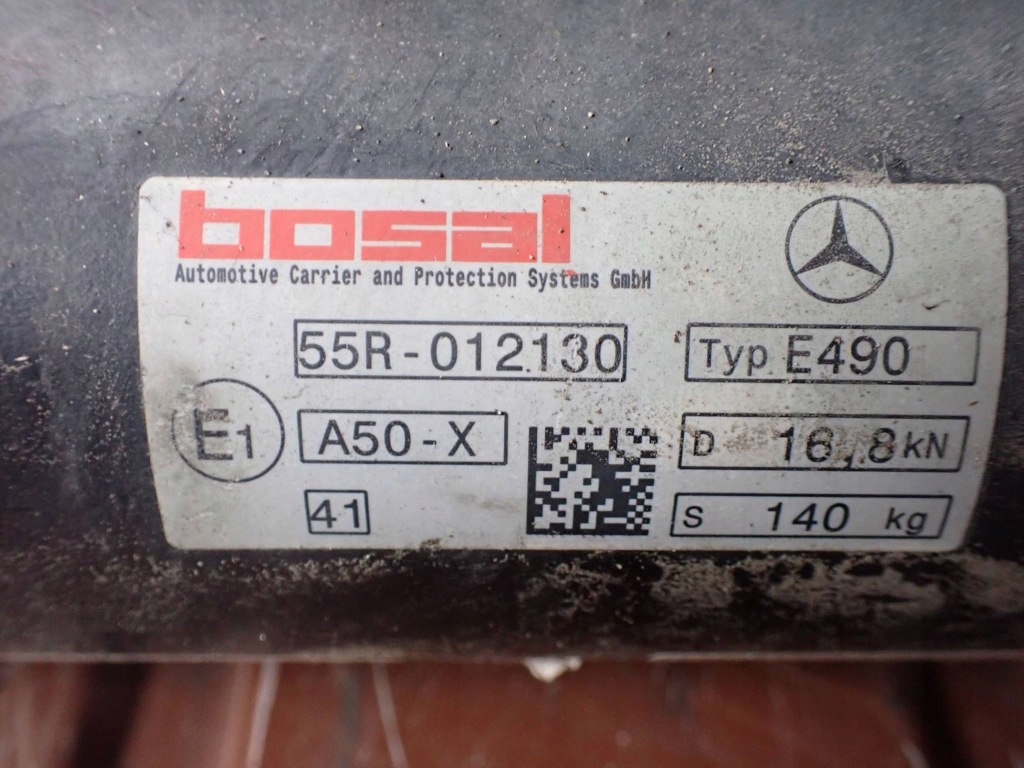 bosal
Automotive Carrier and Protection Systems GmbH
55R-012130
Typ E490
E1
A50-X
D 16,8 kN
41
S 140 kg